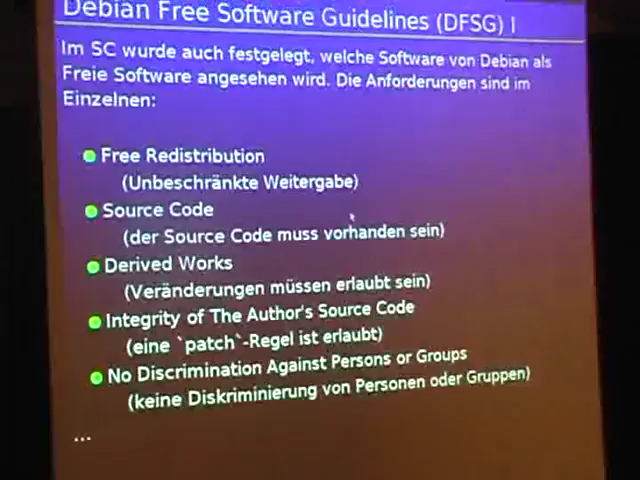 Debian Free Software Guidelines (DFSG) I
Im SC wurde auch festgelegt, welche Software von Debian als
Freie Software angesehen wird. Die Anforderungen sind im
Einzelnen:
Free Redistribution
(Unbeschränkte Weitergabe)
Source Code
(der Source Code muss vorhanden sein)
Derived Works
(Veränderungen müssen erlaubt sein)
Integrity of The Author's Source Code
(eine `patch`-Regel ist erlaubt)
No Discrimination Against Persons or Groups
(keine Diskriminierung von Personen oder Gruppen)
...